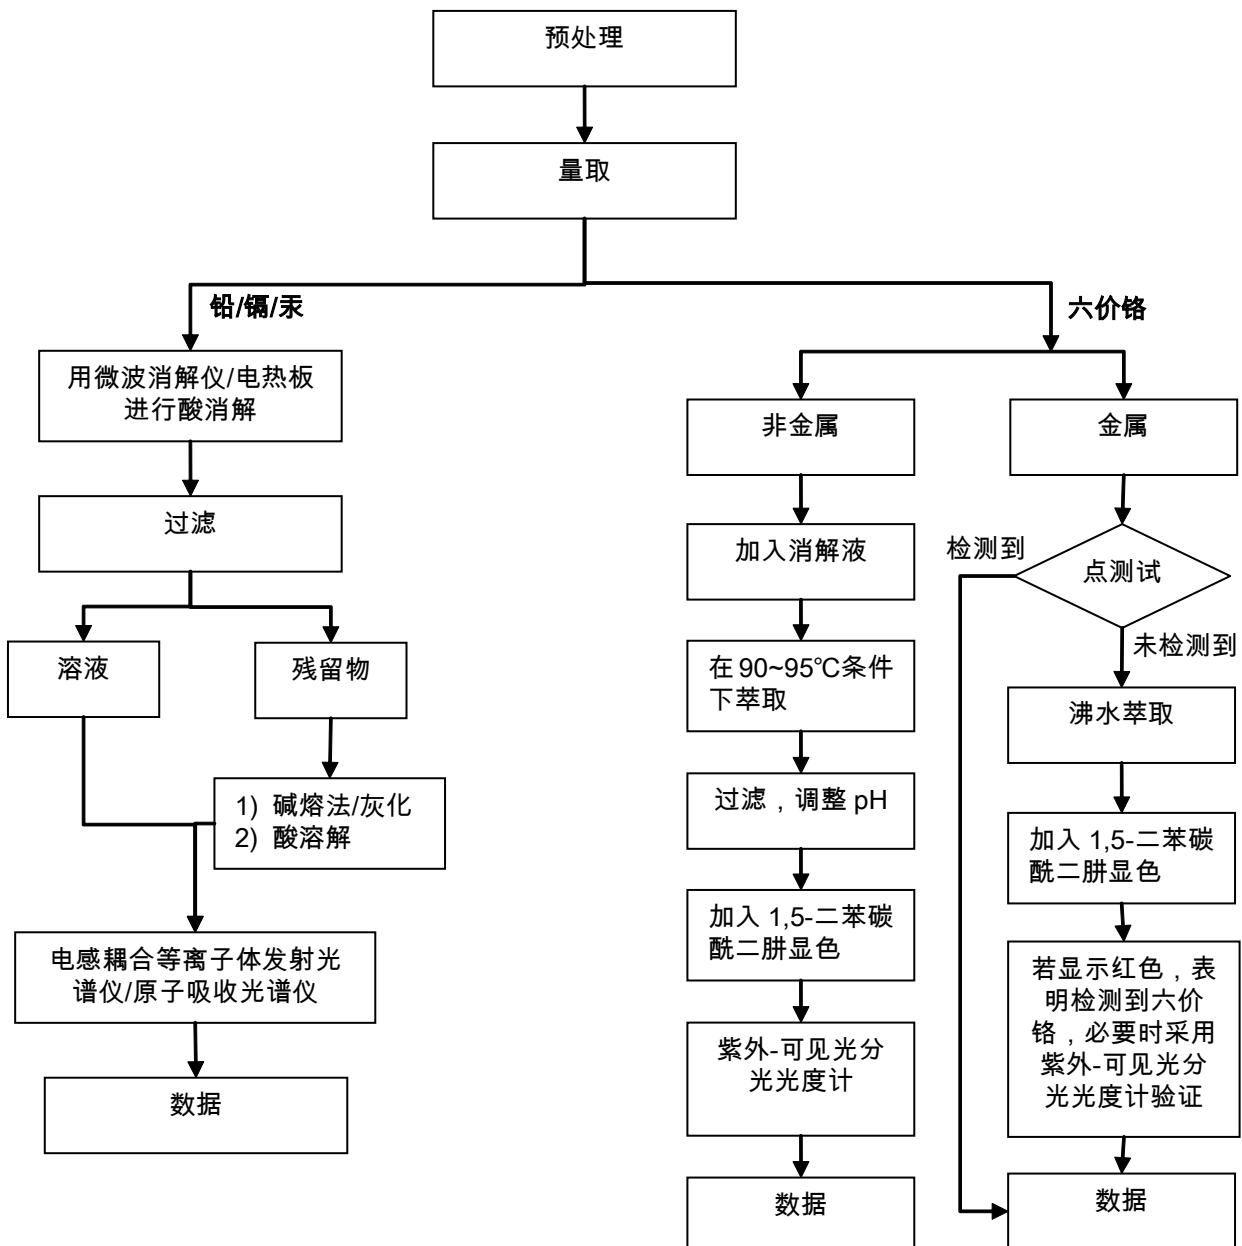 预处理
量取
铅/镉/汞
用微波消解仪/电热板
进行酸消解
过滤
溶液
残留物
1) 碱熔法/灰化
2) 酸溶解
电感耦合等离子体发射光
谱仪/原子吸收光谱仪
数据
六价铬
非金属
加入消解液
在 90~95℃条件
下萃取
过滤，调整 pH
加入 1,5-二苯碳
酰二肼显色
紫外-可见光分
光光度计
数据
金属
点测试
检测到
未检测到
沸水萃取
加入 1,5-二苯碳
酰二肼显色
若显示红色，表
明检测到六价
铬，必要时采用
紫外-可见光分
光光度计验证
数据